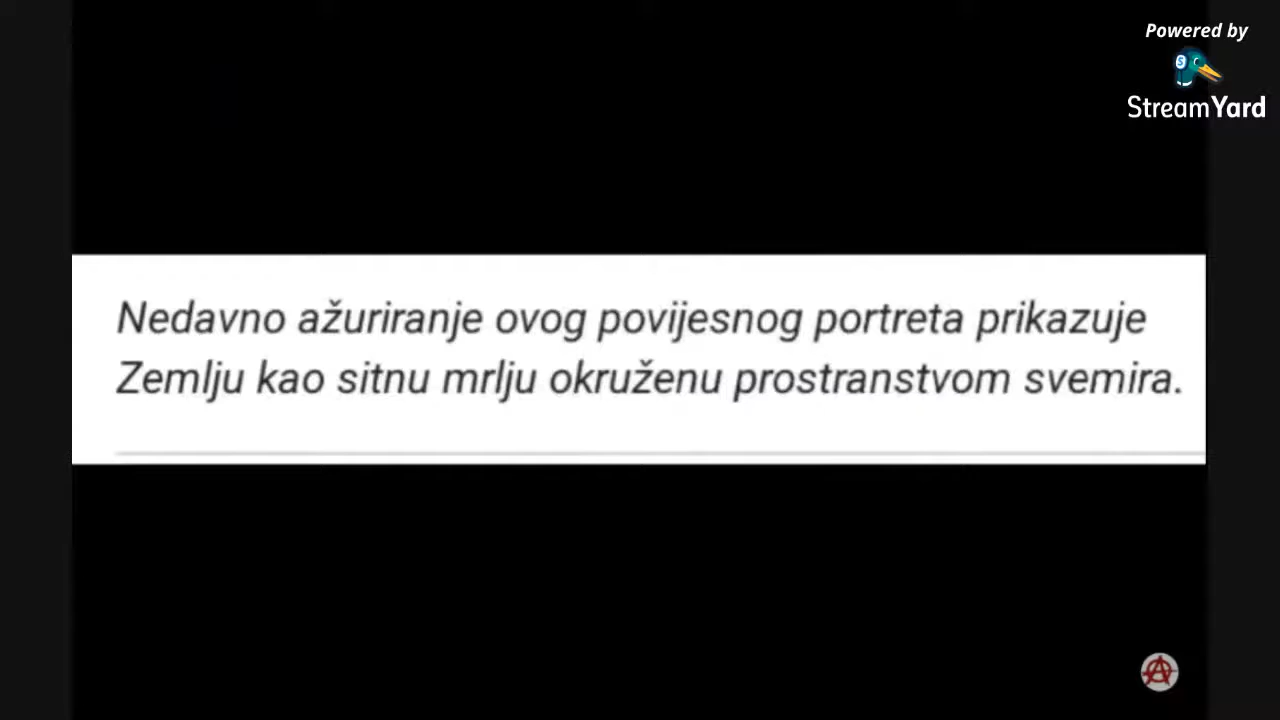 Powered by
StreamYard
Nedavno ažuriranje ovog povijesnog portreta prikazuje
Zemlju kao sitnu mrlju okruženu prostranstvom svemira.